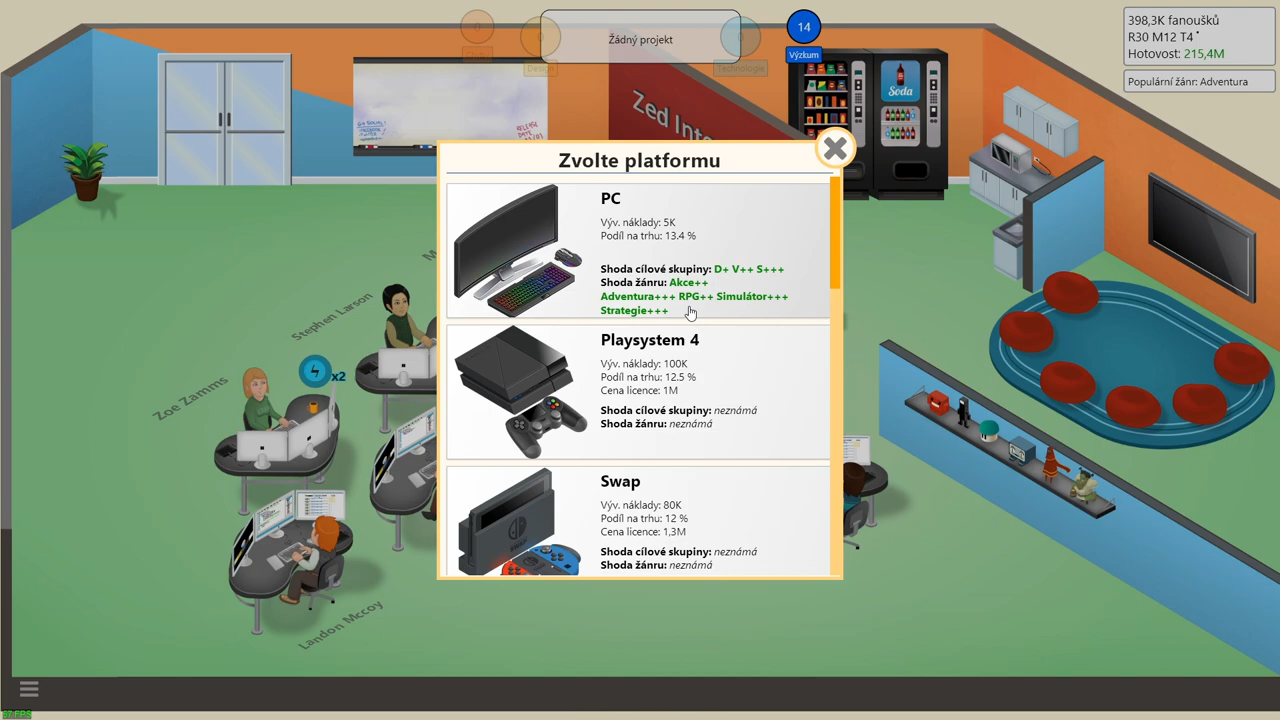 Žádný projekt
14
Výzkum
Design
Technologie
398,3K fanoušků
R30 M12 T4
Hotovost: 215,4M
Populární žánr: Adventura
Soda
RELEASE
Zed Inte
Zvolte platformu
PC
Výv. náklady: 5K
Podíl na trhu: 13.4 %
Shoda cílové skupiny: D+ V++ S+++
Shoda žánru: Akce++
Adventura+++ RPG++ Simulátor+++
Strategie+++
Playsystem 4
Výv. náklady: 100K
Podíl na trhu: 12.5 %
Cena licence: 1M
Shoda cílové skupiny: neznámá
Shoda žánru: neznámá
Swap
Výv. náklady: 80K
Podíl na trhu: 12 %
Cena licence: 1,3M
Shoda cílové skupiny: neznámá
Shoda žánru: neznámá
Stephen Larson
x2
Zoe Zamms
Landon Mccoy